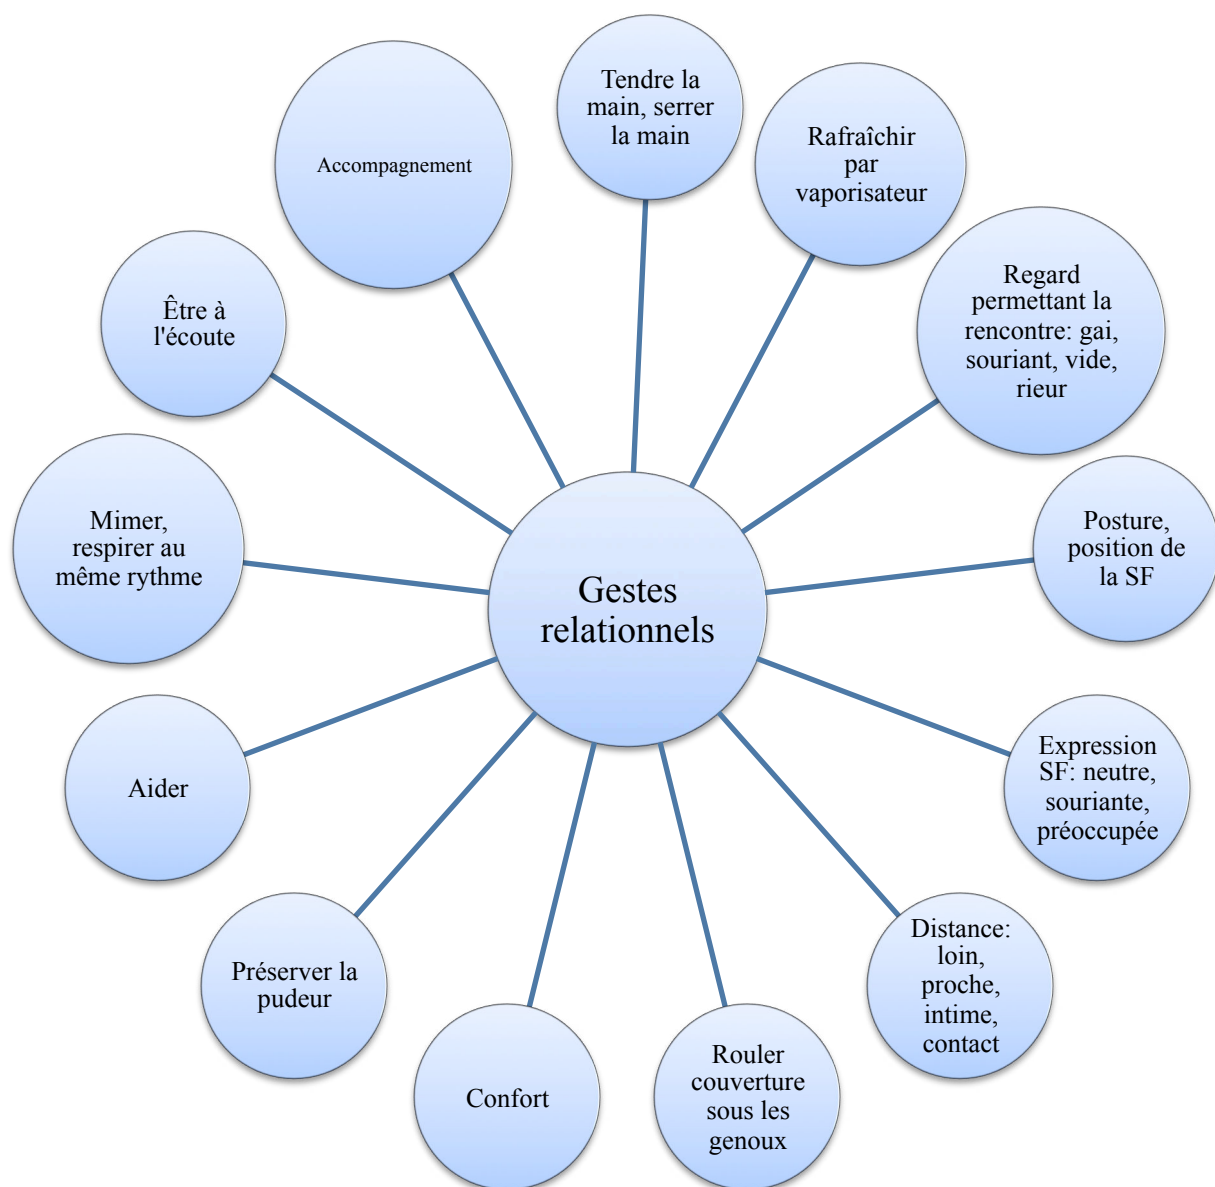 Tendre la
main, serrer
la main
Rafraîchir
par
vaporisateur
Regard
permettant la
rencontre: gai,
souriant, vide,
rieur
Posture,
position de
la SF
Expression
SF: neutre,
souriante,
préoccupée
Distance:
loin,
proche,
intime,
contact
Rouler
couverture
sous les
genoux
Confort
Préserver la
pudeur
Aider
Mimer,
respirer au
même rythme
Être à
l'écoute
Accompagnement
Gestes
relationnels